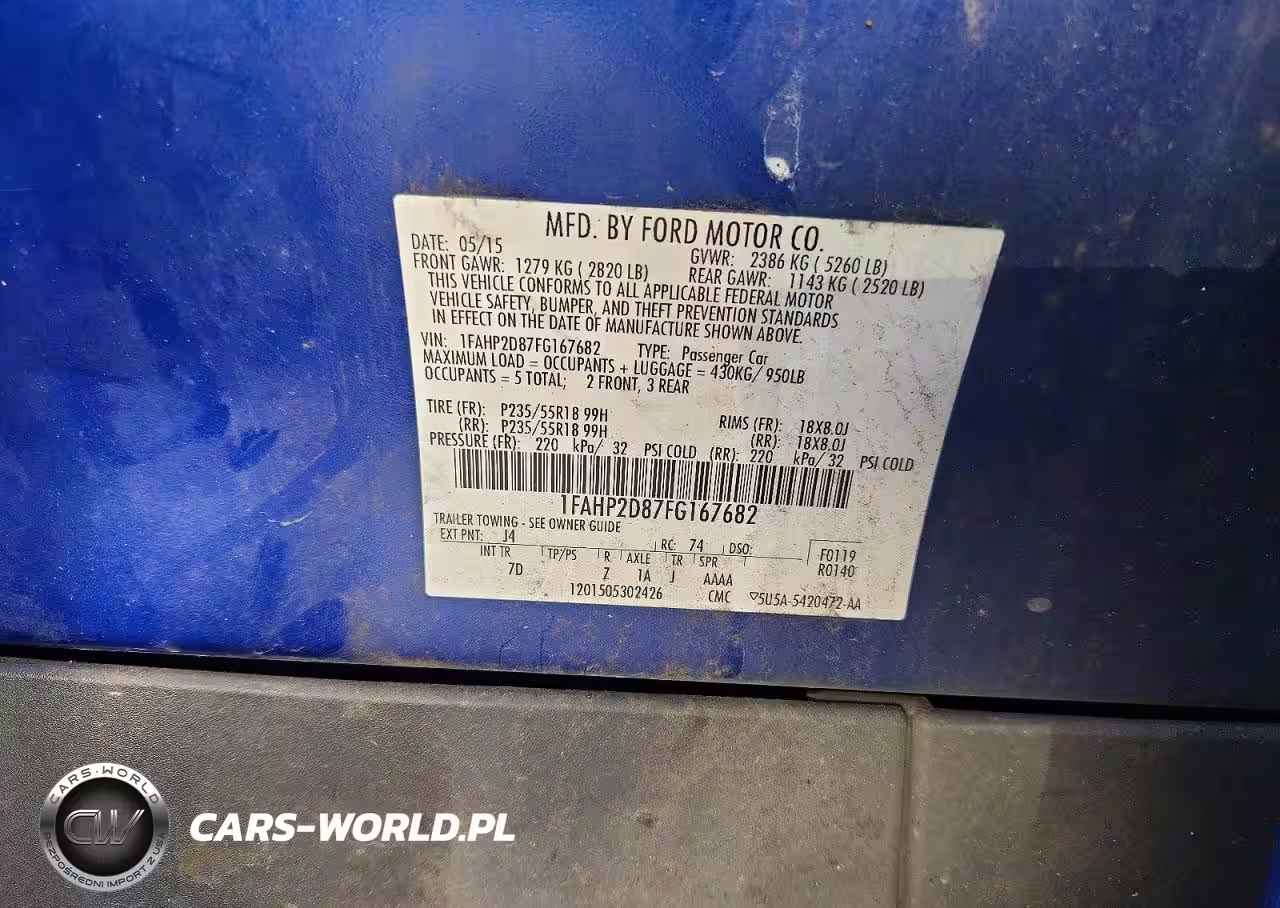 MFD. BY FORD MOTOR CO.
DATE: 05/15 GVWR: 2386 KG ( 5260 LB)
FRONT GAWR: 1279 KG ( 2820 LB) REAR GAWR: 1143 KG ( 2520 LB)
THIS VEHICLE CONFORMS TO ALL APPLICABLE FEDERAL MOTOR
VEHICLE SAFETY, BUMPER, AND THEFT PREVENTION STANDARDS
IN EFFECT ON THE DATE OF MANUFACTURE SHOWN ABOVE.
VIN: 1FAHP2D87FG167682 TYPE: Passenger Car
MAXIMUM LOAD = OCCUPANTS + LUGGAGE = 430KG/ 950LB
OCCUPANTS = 5 TOTAL; 2 FRONT, 3 REAR
TIRE (FR): P235/55R18 99H RIMS (FR): 18X8.0J
(RR): P235/55R18 99H (RR): 18X8.0J
PRESSURE (FR): 220 kPa/ 32 PSI COLD (RR): 220 kPa/ 32 PSI COLD
1FAHP2D87FG167682
TRAILER TOWING - SEE OWNER GUIDE
EXT PNT: J4 RC: 74 DSO: F0119
INT TR TP/PS R AXLE TR SPR R0140
7D Z 1A J AAAA
1201505302426 CMC ▽5U5A-5420472-AA
CARS-WORLD
CW
BEZPOŚREDNI IMPORT Z USA
CARS-WORLD.PL